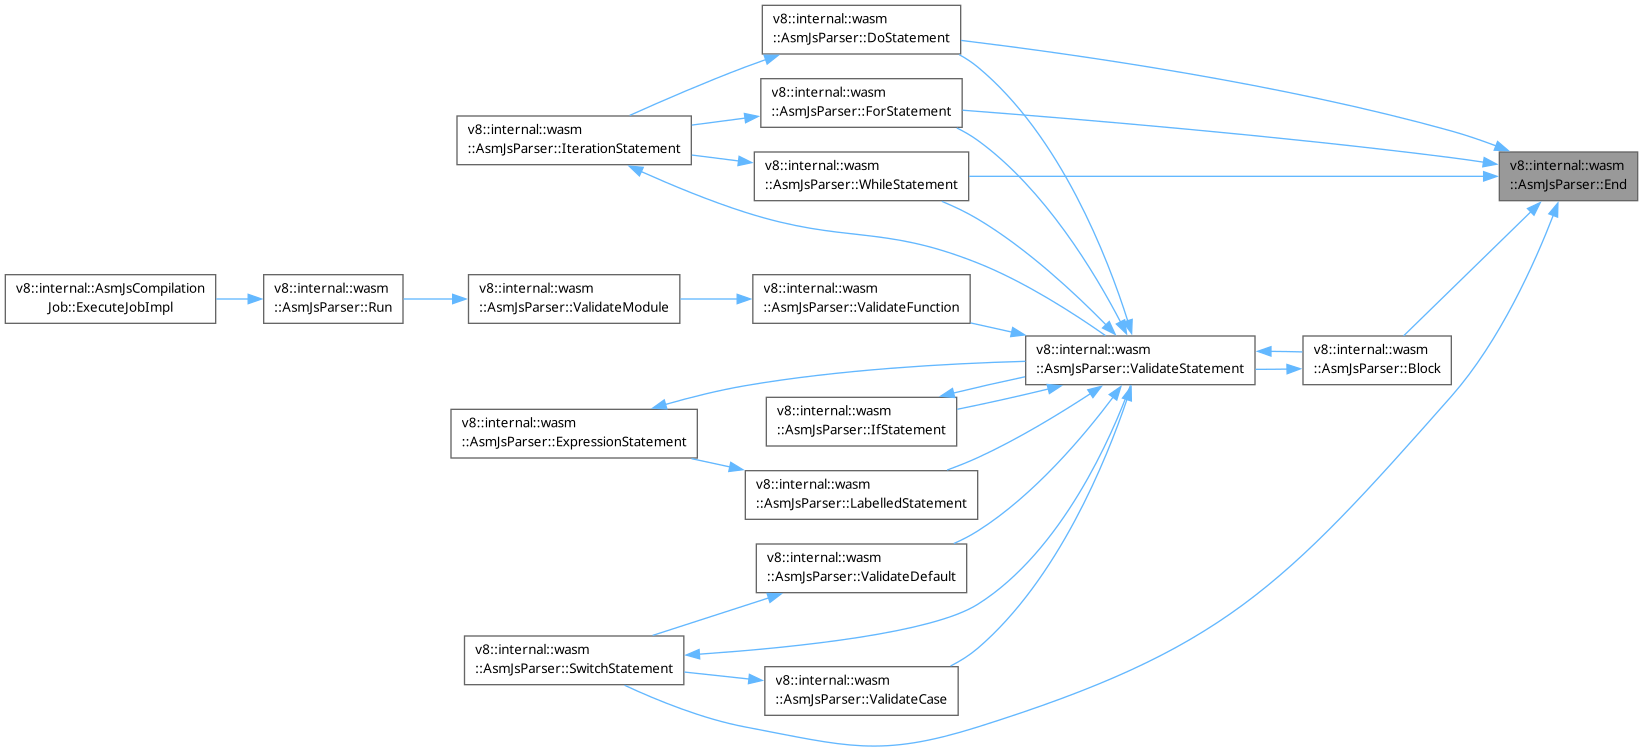 v8::internal::wasm
::AsmJsParser::DoStatement
v8::internal::wasm
::AsmJsParser::ForStatement
v8::internal::wasm
::AsmJsParser::IterationStatement
v8::internal::wasm
::AsmJsParser::WhileStatement
v8::internal::wasm
::AsmJsParser::End
v8::internal::AsmJsCompilation
Job::ExecuteJobImpl
v8::internal::wasm
::AsmJsParser::Run
v8::internal::wasm
::AsmJsParser::ValidateModule
v8::internal::wasm
::AsmJsParser::ValidateFunction
v8::internal::wasm
::AsmJsParser::ValidateStatement
v8::internal::wasm
::AsmJsParser::Block
v8::internal::wasm
::AsmJsParser::ExpressionStatement
v8::internal::wasm
::AsmJsParser::IfStatement
v8::internal::wasm
::AsmJsParser::LabelledStatement
v8::internal::wasm
::AsmJsParser::ValidateDefault
v8::internal::wasm
::AsmJsParser::SwitchStatement
v8::internal::wasm
::AsmJsParser::ValidateCase